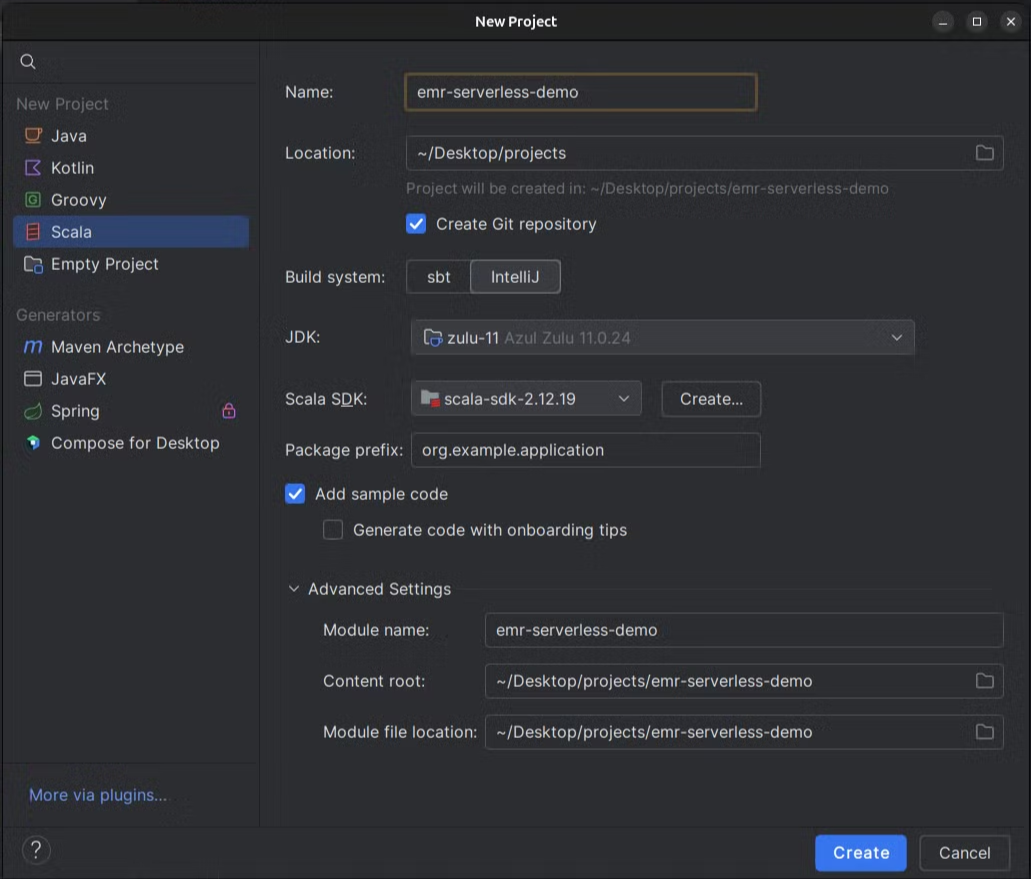 New Project
New Project
Java
Kotlin
G Groovy
Scala
Empty Project
Generators
m Maven Archetype
JavaFX
Spring
Compose for Desktop
More via plugins...
?
Name: emr-serverless-demo
Location: ~/Desktop/projects
Project will be created in: ~/Desktop/projects/emr-serverless-demo
Create Git repository
Build system: sbt IntelliJ
JDK: zulu-11 Azul Zulu 11.0.24
Scala SDK: scala-sdk-2.12.19 Create...
Package prefix: org.example.application
Add sample code
Generate code with onboarding tips
Advanced Settings
Module name: emr-serverless-demo
Content root: ~/Desktop/projects/emr-serverless-demo
Module file location: ~/Desktop/projects/emr-serverless-demo
Create Cancel